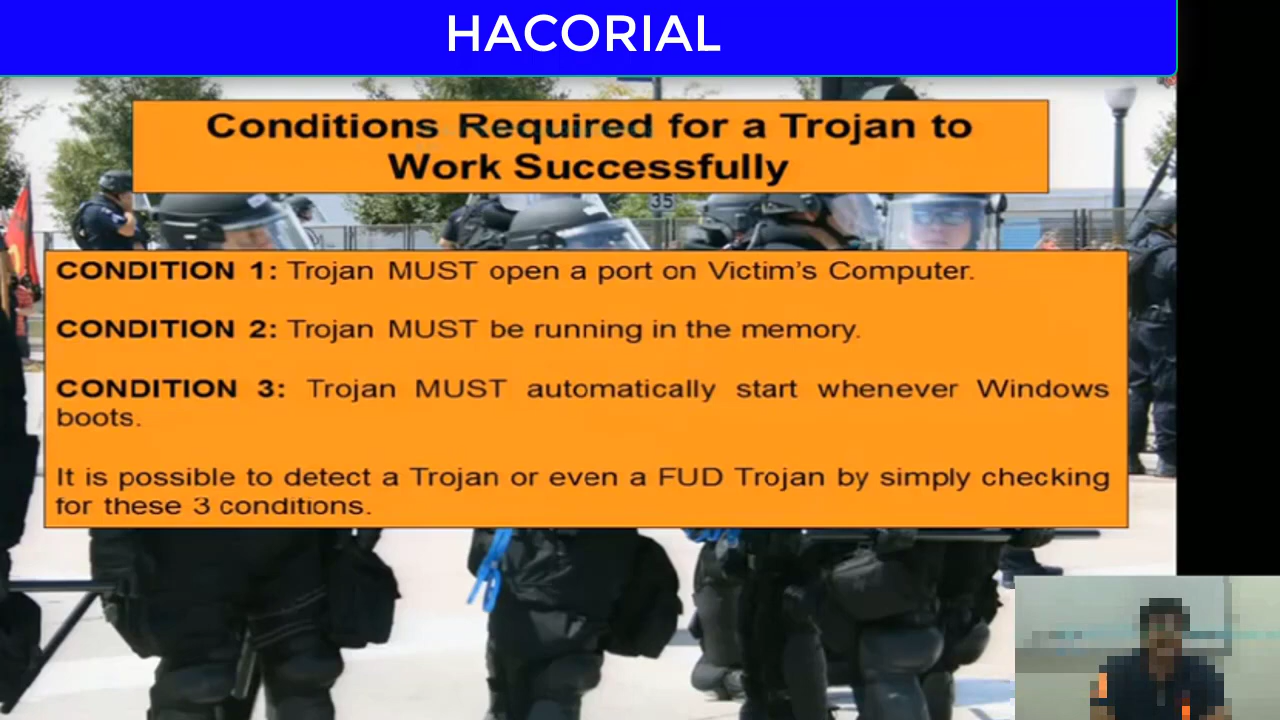 HACORIAL
Conditions Required for a Trojan to
Work Successfully
35
CONDITION 1: Trojan MUST open a port on Victim's Computer.
CONDITION 2: Trojan MUST be running in the memory.
CONDITION 3: Trojan MUST automatically start whenever Windows
boots.
It is possible to detect a Trojan or even a FUD Trojan by simply checking
for these 3 conditions.